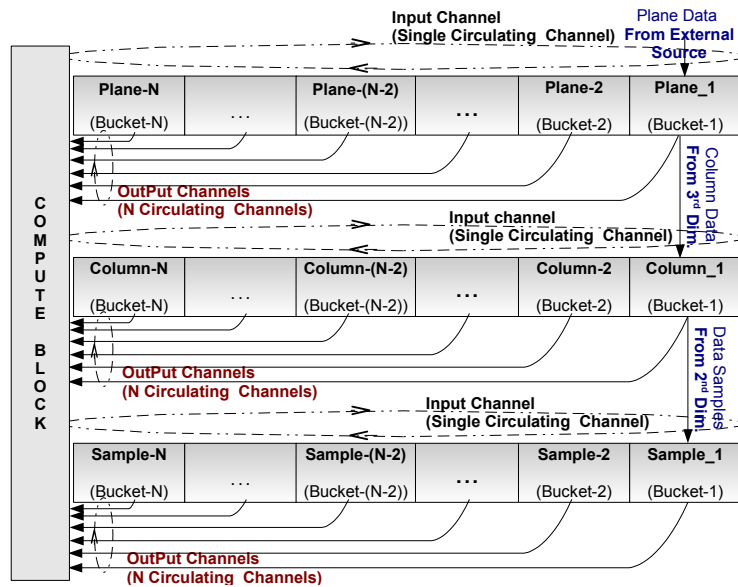 Input Channel
(Single Circulating Channel)
Plane Data
From External
Source
Plane-N
Plane-(N-2)
...
Plane-2
Plane_1
(Bucket-N)
...
(Bucket-(N-2))
(Bucket-2)
(Bucket-1)
OutPut Channels
(N Circulating Channels)
Column Data
From 3rd Dim.
Input channel
(Single Circulating Channel)
Column-N
Column-(N-2)
...
Column-2
Column_1
(Bucket-N)
...
(Bucket-(N-2))
(Bucket-2)
(Bucket-1)
OutPut Channels
(N Circulating Channels)
Data Samples
From 2nd Dim.
Input Channel
(Single Circulating Channel)
Sample-N
Sample-(N-2)
...
Sample-2
Sample_1
(Bucket-N)
...
(Bucket-(N-2))
(Bucket-2)
(Bucket-1)
OutPut Channels
(N Circulating Channels)
COMPUTE BLOCK